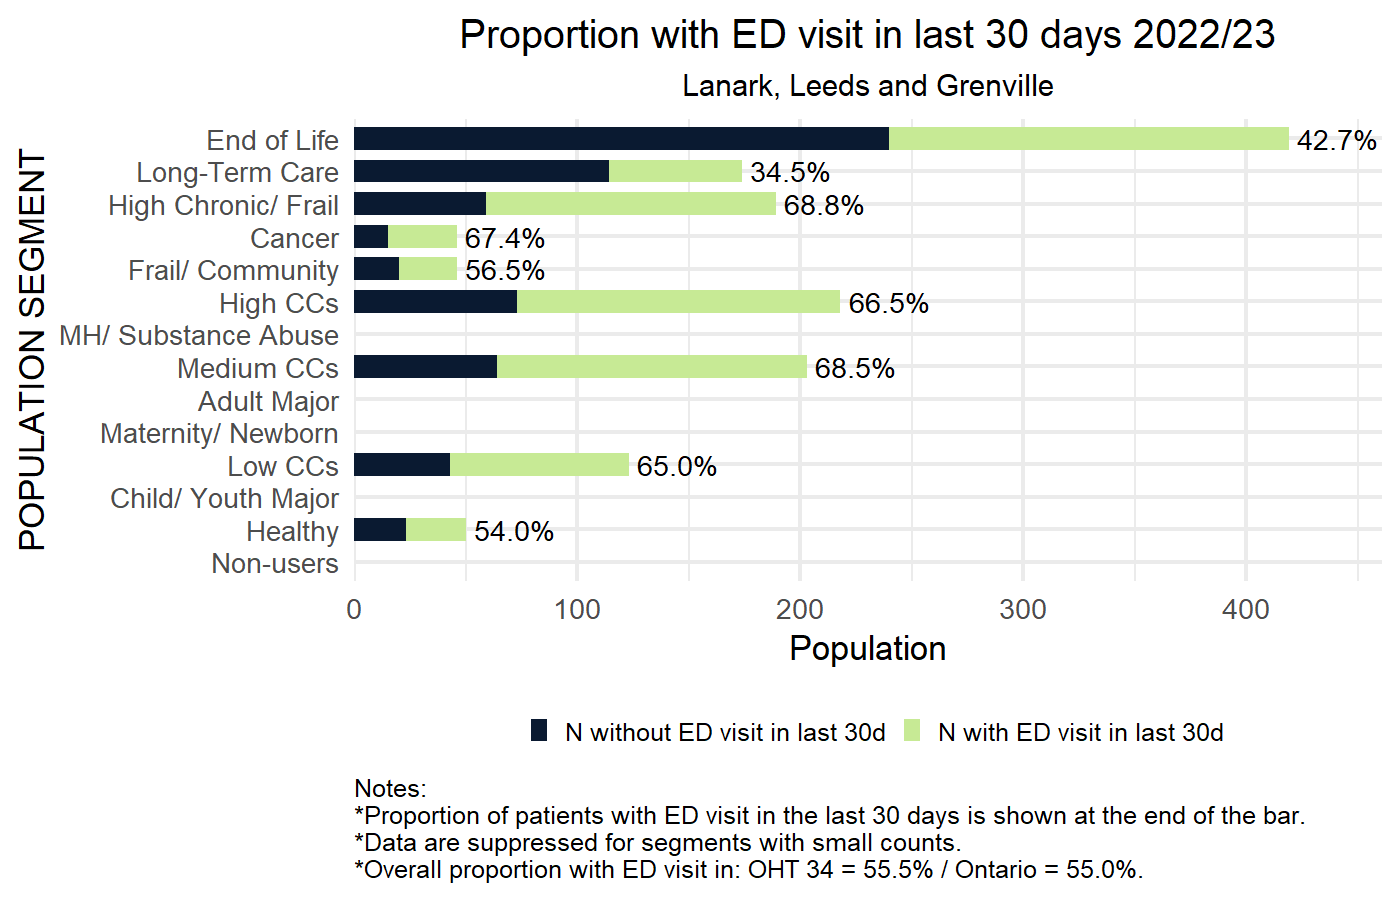 Proportion with ED visit in last 30 days 2022/23
Lanark, Leeds and Grenville
POPULATION SEGMENT
End of Life 42.7%
Long-Term Care 34.5%
High Chronic/ Frail 68.8%
Cancer 67.4%
Frail/ Community 56.5%
High CCs 66.5%
MH/ Substance Abuse
Medium CCs 68.5%
Adult Major
Maternity/ Newborn
Low CCs 65.0%
Child/ Youth Major
Healthy 54.0%
Non-users
0 100 200 300 400
Population
N without ED visit in last 30d N with ED visit in last 30d
Notes:
*Proportion of patients with ED visit in the last 30 days is shown at the end of the bar.
*Data are suppressed for segments with small counts.
*Overall proportion with ED visit in: OHT 34 = 55.5% / Ontario = 55.0%.